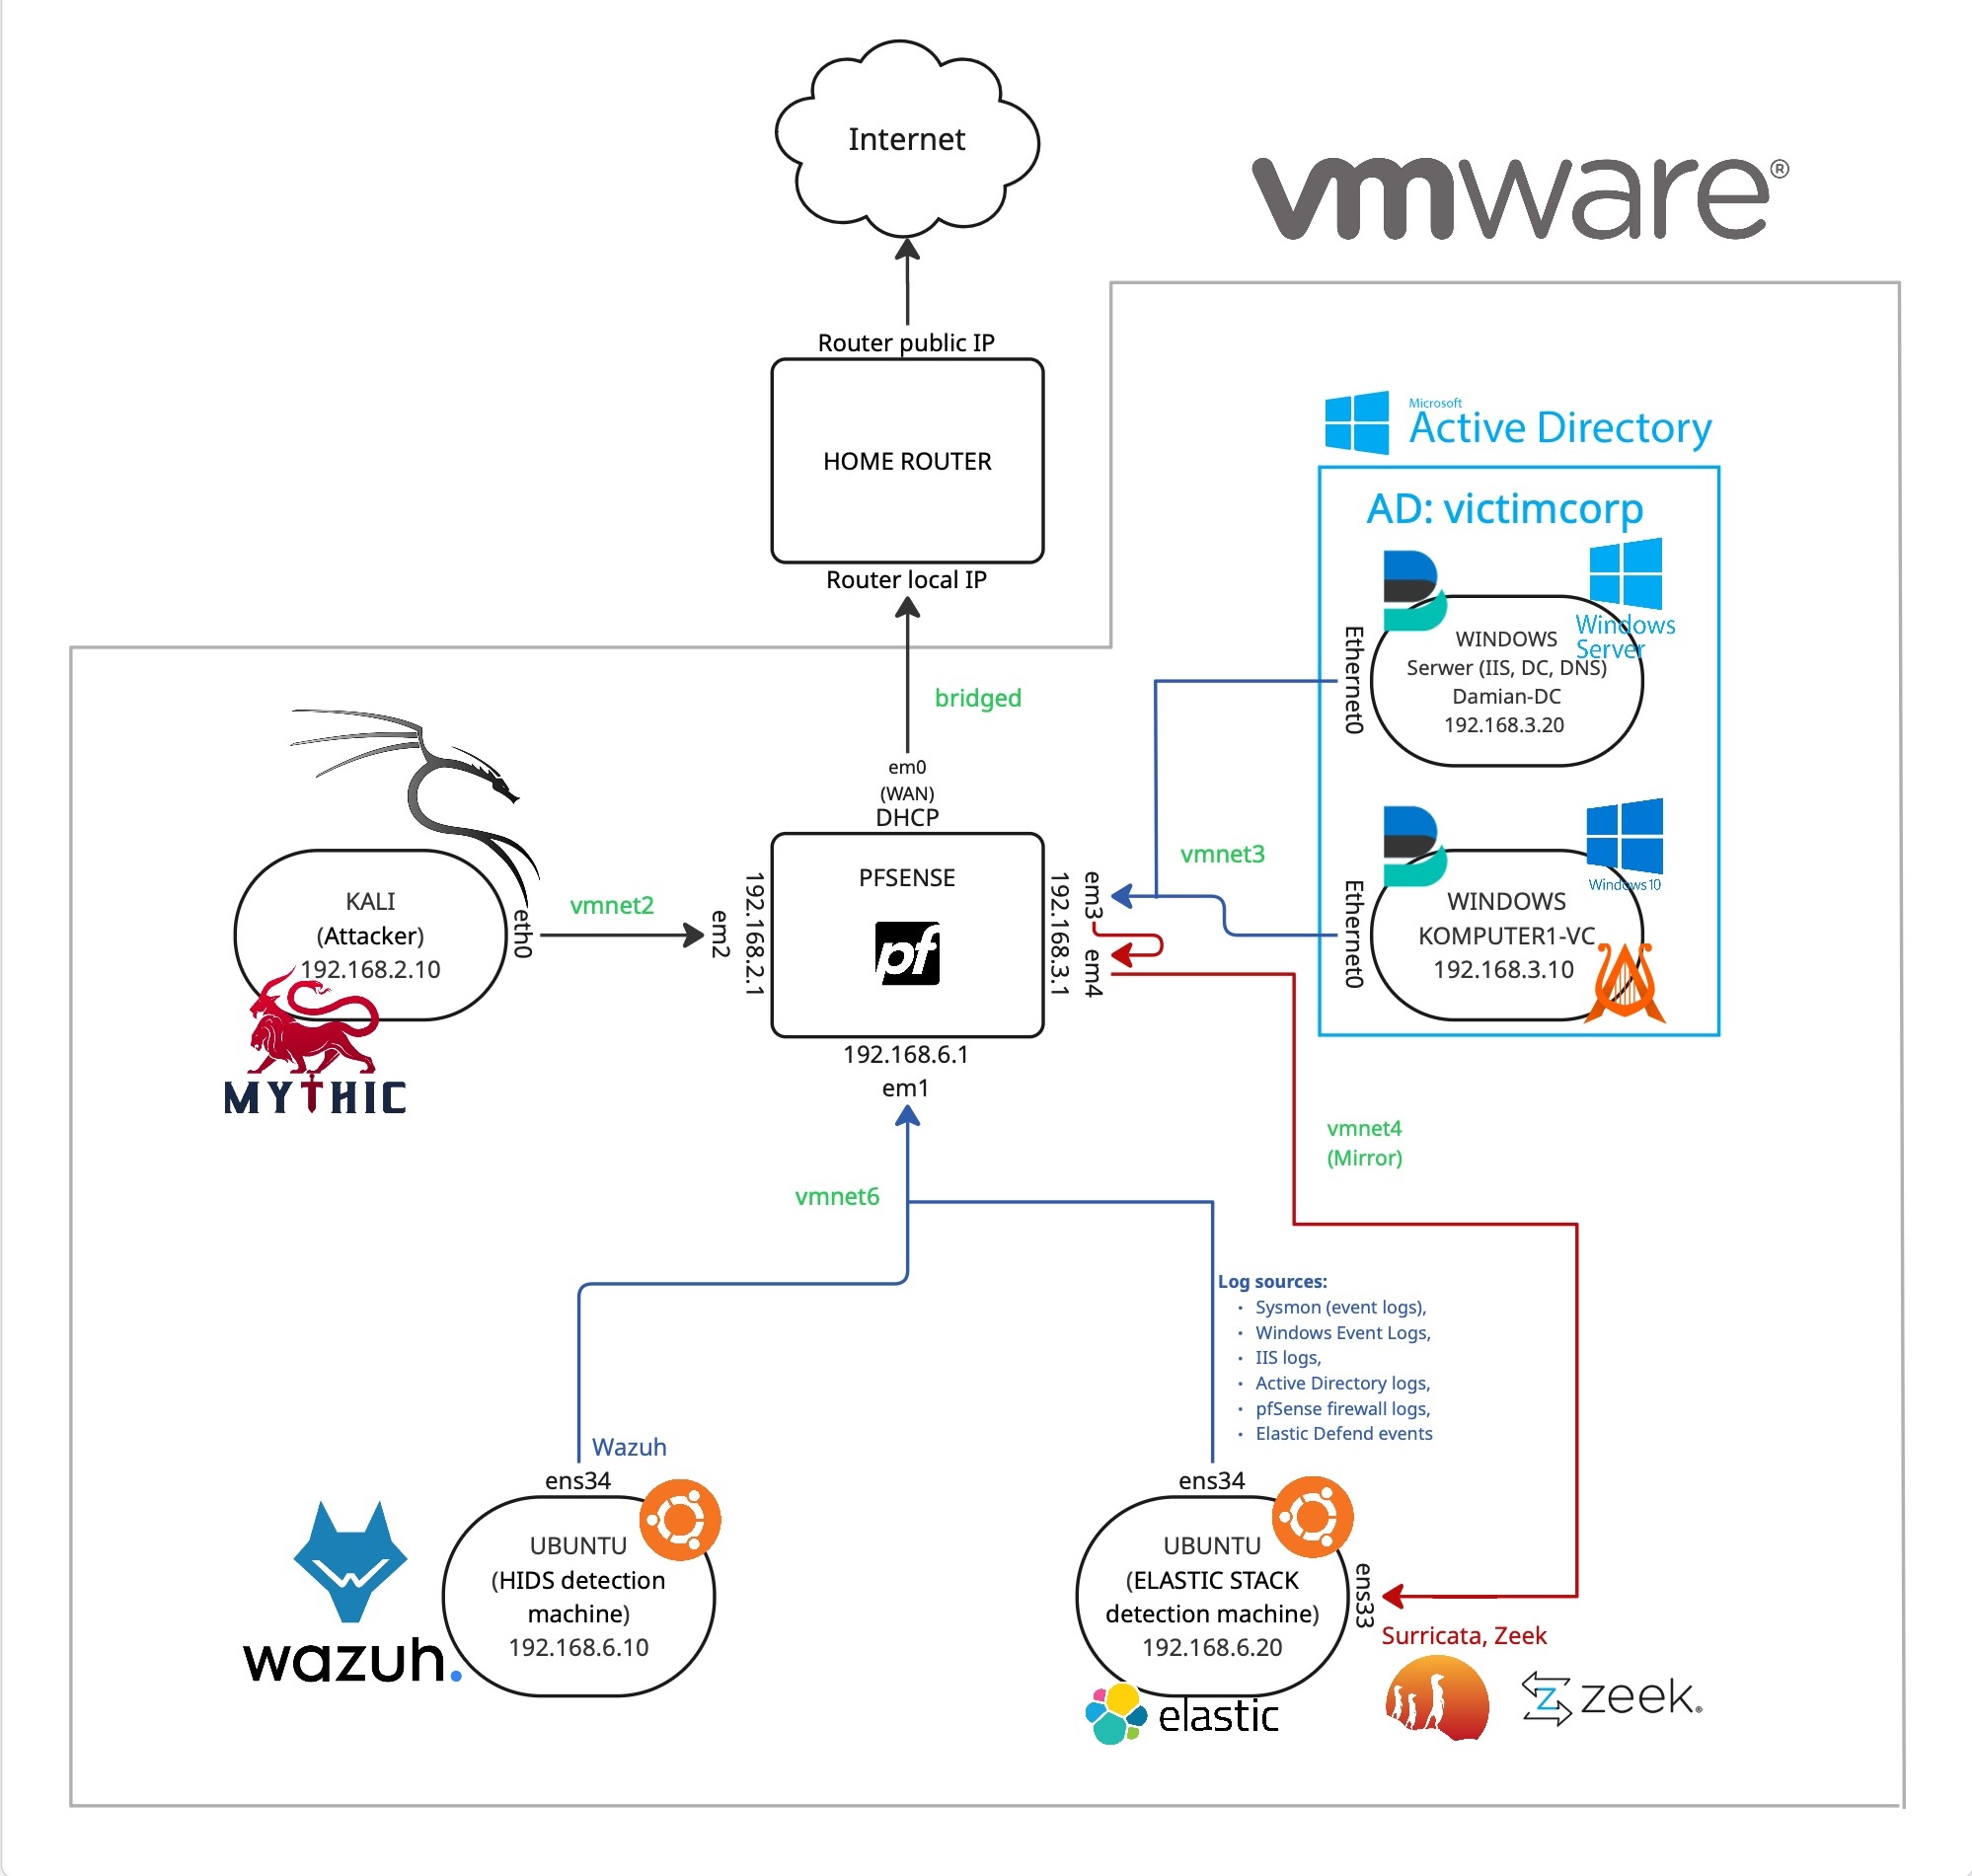 Internet
vmware®
Router public IP
HOME ROUTER
Router local IP
Microsoft
Active Directory
AD: victimcorp
Windows
Server
Ethernet0
WINDOWS
Serwer (IIS, DC, DNS)
Damian-DC
192.168.3.20
bridged
em0
(WAN)
DHCP
vmnet3
Windows 10
Ethernet0
WINDOWS
KOMPUTER1-VC
192.168.3.10
KALI
(Attacker)
192.168.2.10
eth0
MYTHIC
vmnet2
em2
192.168.2.1
PFSENSE
pf
192.168.3.1
em3
em4
192.168.6.1
em1
vmnet4
(Mirror)
vmnet6
Log sources:
• Sysmon (event logs),
• Windows Event Logs,
• IIS logs,
• Active Directory logs,
• pfSense firewall logs,
• Elastic Defend events
Wazuh
ens34
UBUNTU
(HIDS detection
machine)
192.168.6.10
wazuh.
ens34
UBUNTU
(ELASTIC STACK
detection machine)
192.168.6.20
ens33
elastic
Surricata, Zeek
zeek®